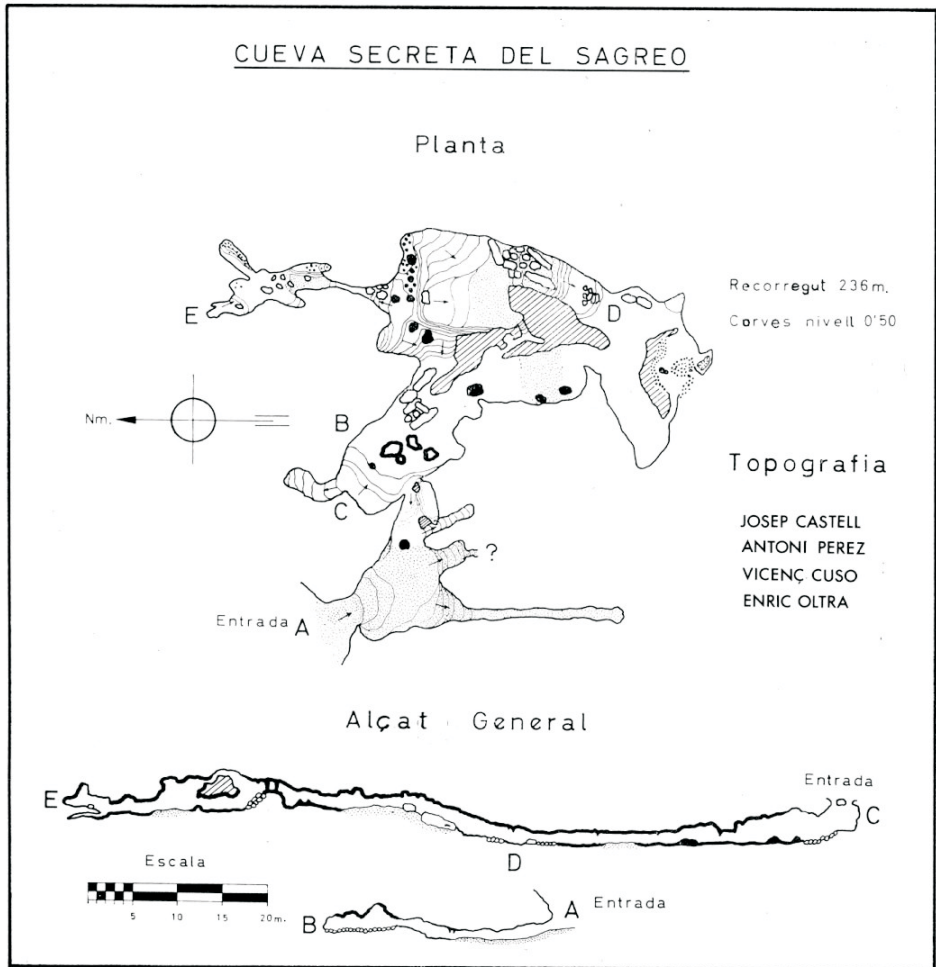 CUEVA SECRETA DEL SAGREO
Planta
E
D
Recorregut 236m.
Corves nivell 0'50
Nm.
B
C
?
Topografia
JOSEP CASTELL
ANTONI PEREZ
VICENÇ CUSO
ENRIC OLTRA
Entrada A
Alçat General
E
Entrada
C
D
Escala
5 10 15 20m.
B
A Entrada